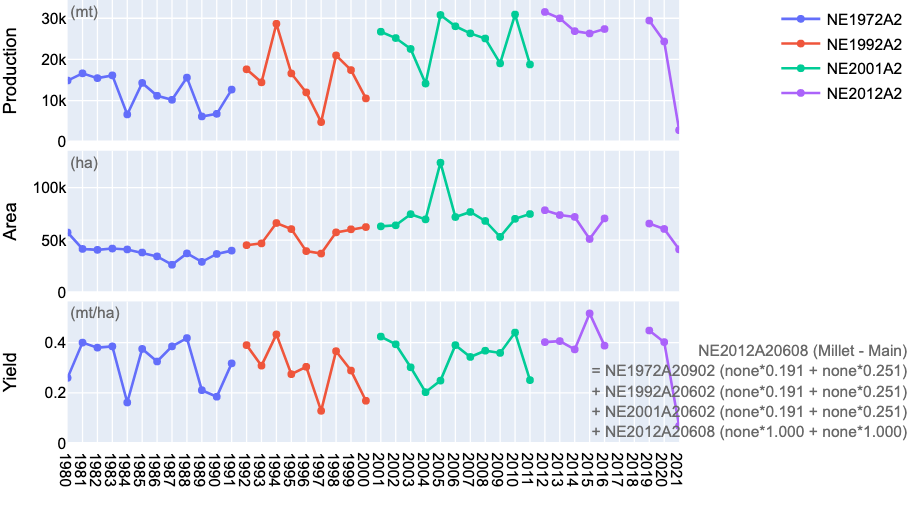 (mt)
Production
30k
20k
10k
0
NE1972A2
NE1992A2
NE2001A2
NE2012A2
(ha)
Area
100k
50k
0
(mt/ha)
Yield
0.4
0.2
0
NE2012A20608 (Millet - Main)
= NE1972A20902 (none*0.191 + none*0.251)
+ NE1992A20602 (none*0.191 + none*0.251)
+ NE2001A20602 (none*0.191 + none*0.251)
+ NE2012A20608 (none*1.000 + none*1.000)
1980
1981
1982
1983
1984
1985
1986
1987
1988
1989
1990
1991
1992
1993
1994
1995
1996
1997
1998
1999
2000
2001
2002
2003
2004
2005
2006
2007
2008
2009
2010
2011
2012
2013
2014
2015
2016
2017
2018
2019
2020
2021